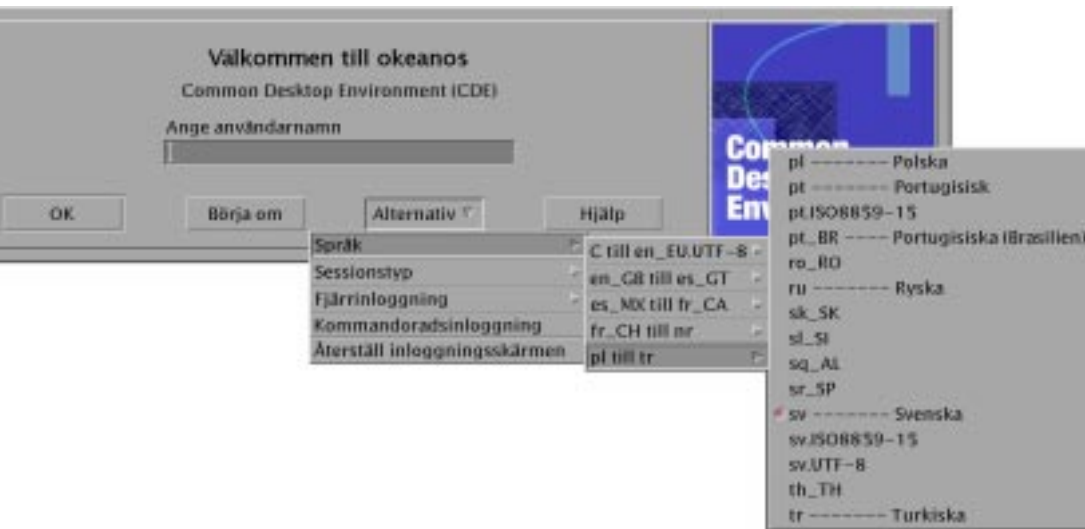 Välkommen till okeanos
Common Desktop Environment (CDE)
Ange användarnamn
OK
Börja om
Alternativ
Hjälp
Common
Des
En
Språk
Sessionstyp
Fjärrinloggning
Kommandoradsinloggning
Återställ inloggningsskärmen
C till en_EU.UTF-8
en_GB till es_GT
es_MX till fr_CA
fr_CH till nr
pl till tr
pl ------- Polska
pt ------- Portugisisk
pt.ISO8859-15
pt_BR ---- Portugisiska (Brasilien)
ro_RO
ru ------- Ryska
sk_SK
sl_SI
sq_AL
sr_SP
sv ------- Svenska
sv.ISO8859-15
sv.UTF-8
th_TH
tr ------- Turkiska